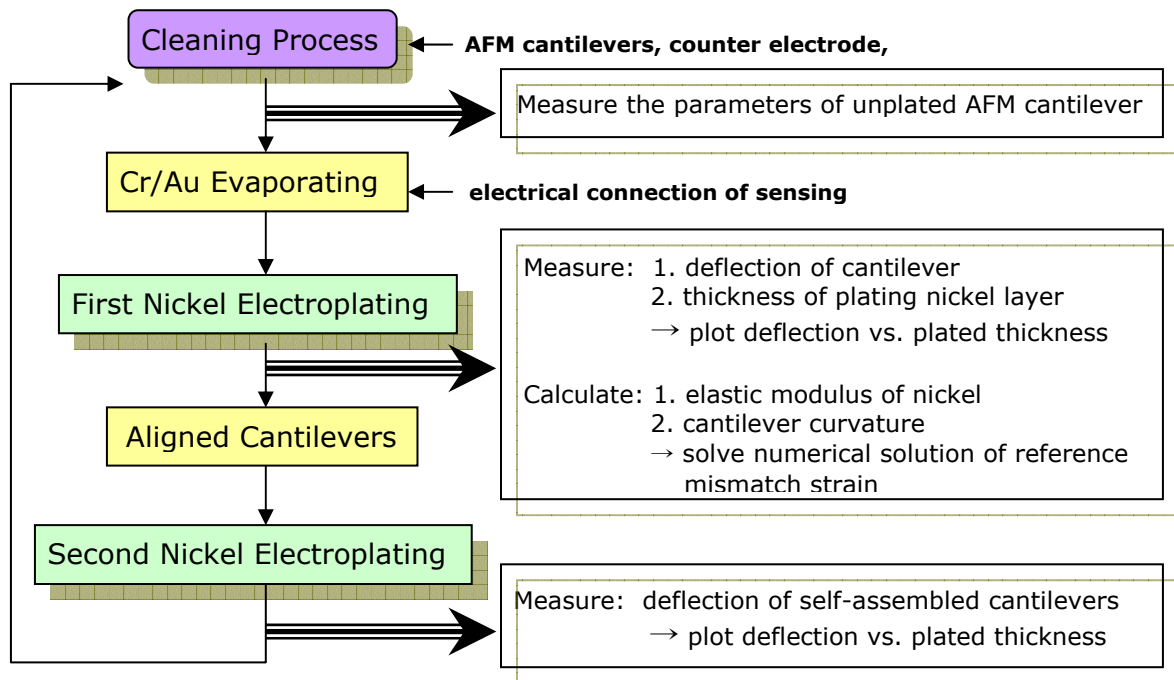 Cleaning Process
AFM cantilevers, counter electrode,
Measure the parameters of unplated AFM cantilever
Cr/Au Evaporating
electrical connection of sensing
First Nickel Electroplating
Measure: 1. deflection of cantilever
2. thickness of plating nickel layer
→ plot deflection vs. plated thickness
Calculate: 1. elastic modulus of nickel
2. cantilever curvature
→ solve numerical solution of reference
mismatch strain
Aligned Cantilevers
Second Nickel Electroplating
Measure: deflection of self-assembled cantilevers
→ plot deflection vs. plated thickness